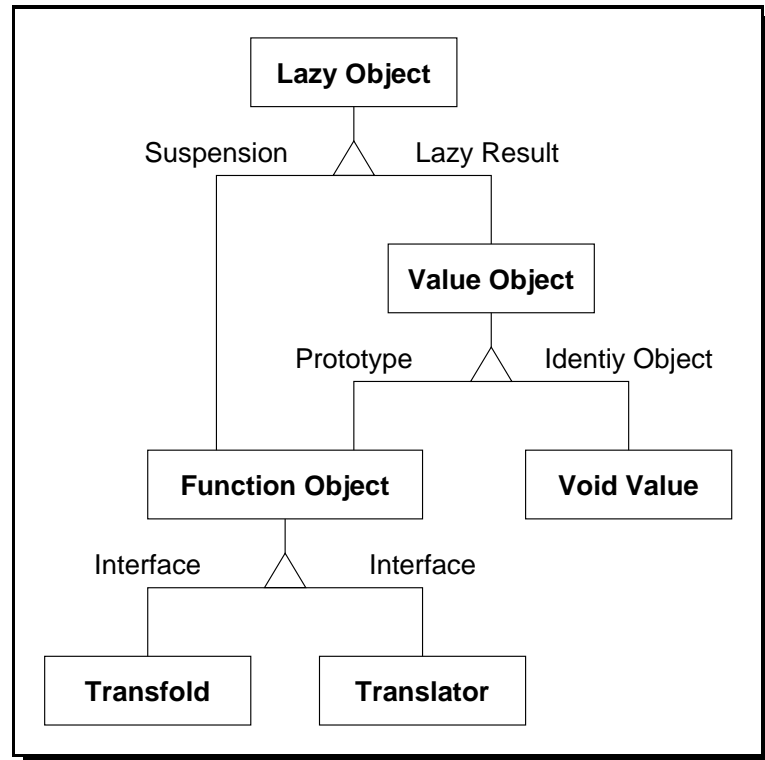 Lazy Object
Suspension
Lazy Result
Value Object
Prototype
Identiy Object
Function Object
Void Value
Interface
Interface
Transfold
Translator